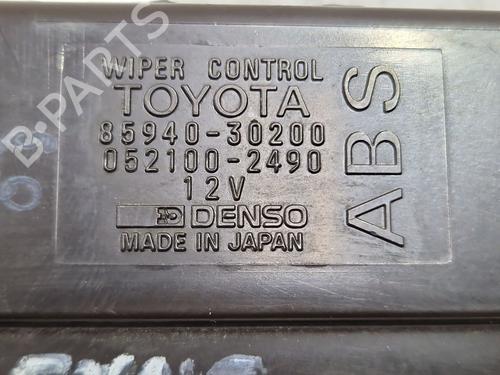 WIPER CONTROL
TOYOTA
85940-30200
052100-2490
12V
DENSO
MADE IN JAPAN
ABS
B-PARTS